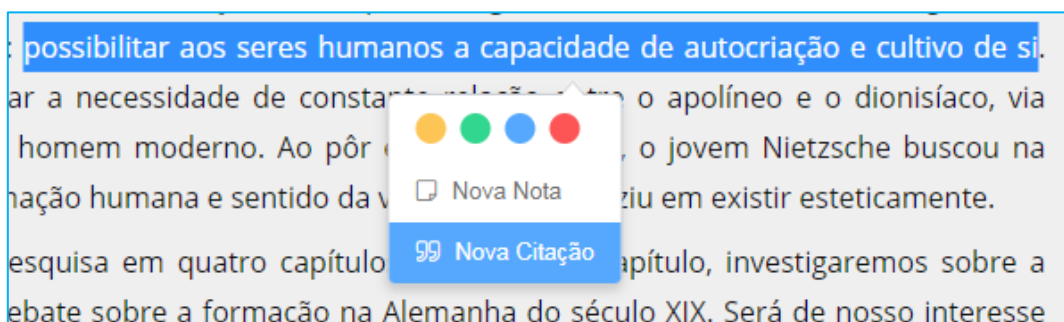 : possibilitar aos seres humanos a capacidade de autocriação e cultivo de si.
ar a necessidade de o apolíneo e o dionisíaco, via
homem moderno. Ao pôr , o jovem Nietzsche buscou na
nação humana e sentido da ziu em existir esteticamente.
Nova Nota
Nova Citação
esquisa em quatro capítulo apítulo, investigaremos sobre a
ebate sobre a formação na Alemanha do século XIX. Será de nosso interesse